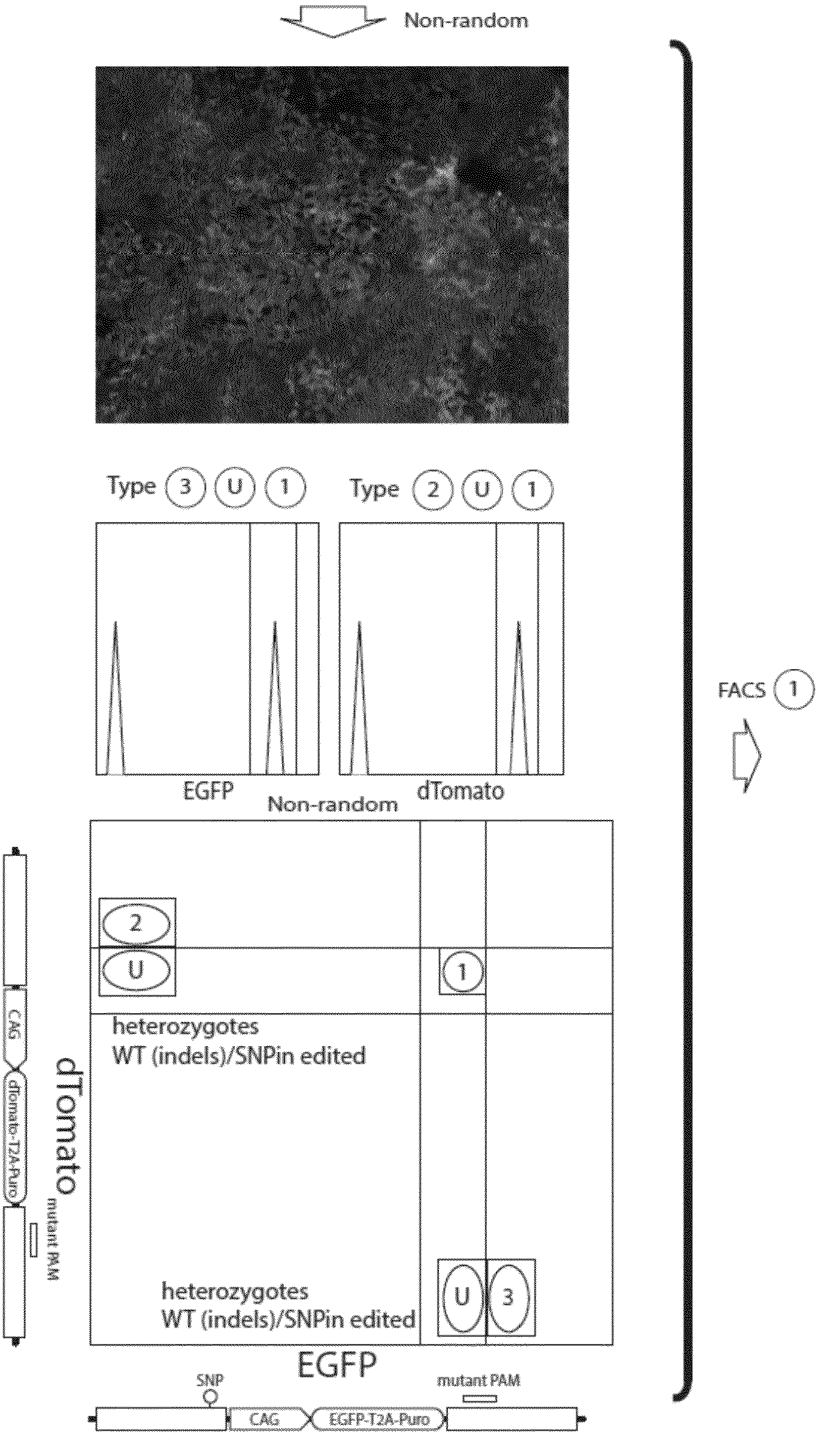 Non-random
Type 3 U 1
Type 2 U 1
EGFP
dTomato
Non-random
FACS 1
2
U
1
heterozygotes
WT (indels)/SNPin edited
heterozygotes
WT (indels)/SNPin edited
U 3
dTomato
CAG
dTomato-T2A-Puro
mutant PAM
EGFP
SNP
mutant PAM
CAG
EGFP-T2A-Puro